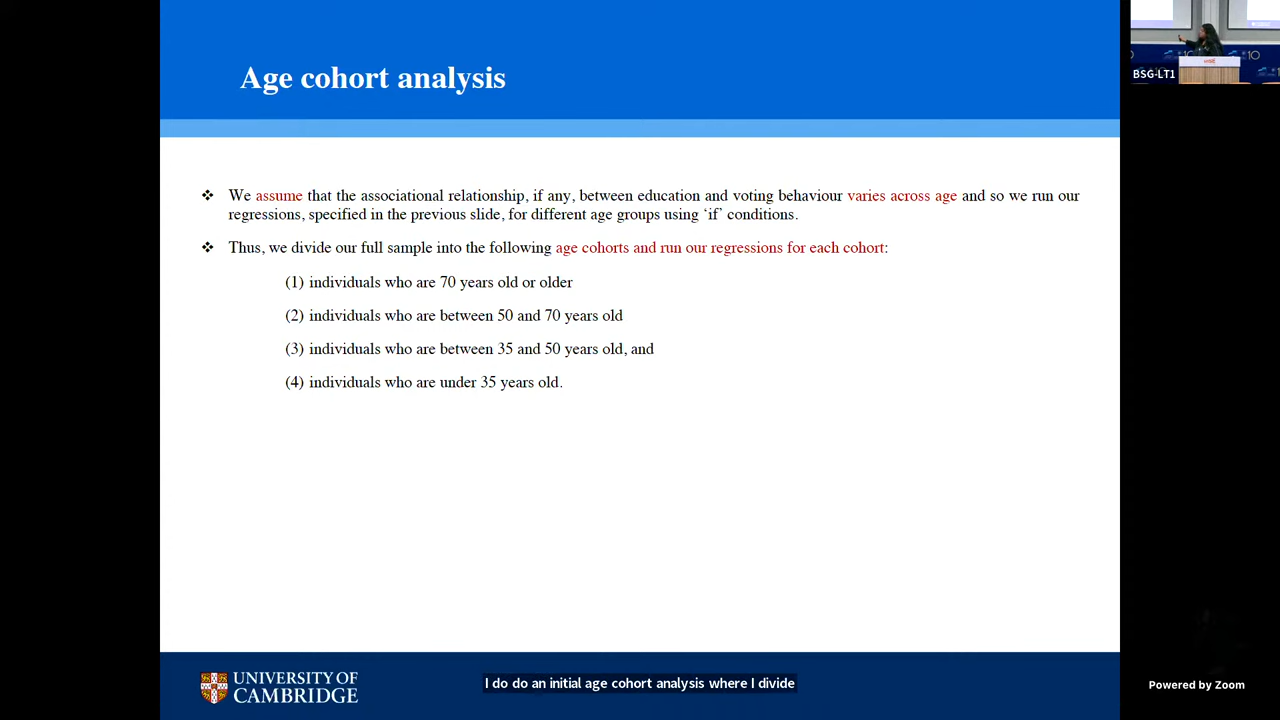 Age cohort analysis
❖ We assume that the associational relationship, if any, between education and voting behaviour varies across age and so we run our
regressions, specified in the previous slide, for different age groups using ‘if’ conditions.
❖ Thus, we divide our full sample into the following age cohorts and run our regressions for each cohort:
(1) individuals who are 70 years old or older
(2) individuals who are between 50 and 70 years old
(3) individuals who are between 35 and 50 years old, and
(4) individuals who are under 35 years old.
UNIVERSITY OF
CAMBRIDGE
I do do an initial age cohort analysis where I divide
BSG-LT1
10
Powered by Zoom